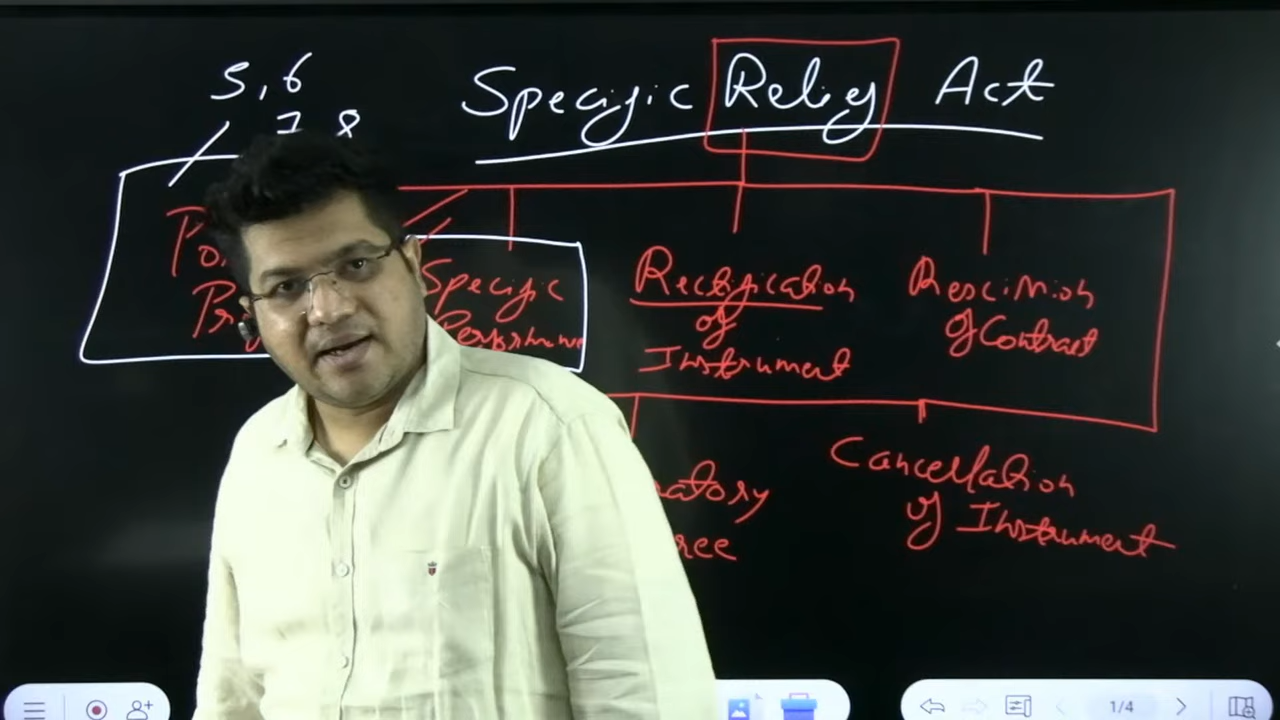 5, 6
Specific Relief Act
7 8
Specific
Performance
Rectification
of
Instrument
Rescission
of Contract
Cancellation
of Instrument
1/4